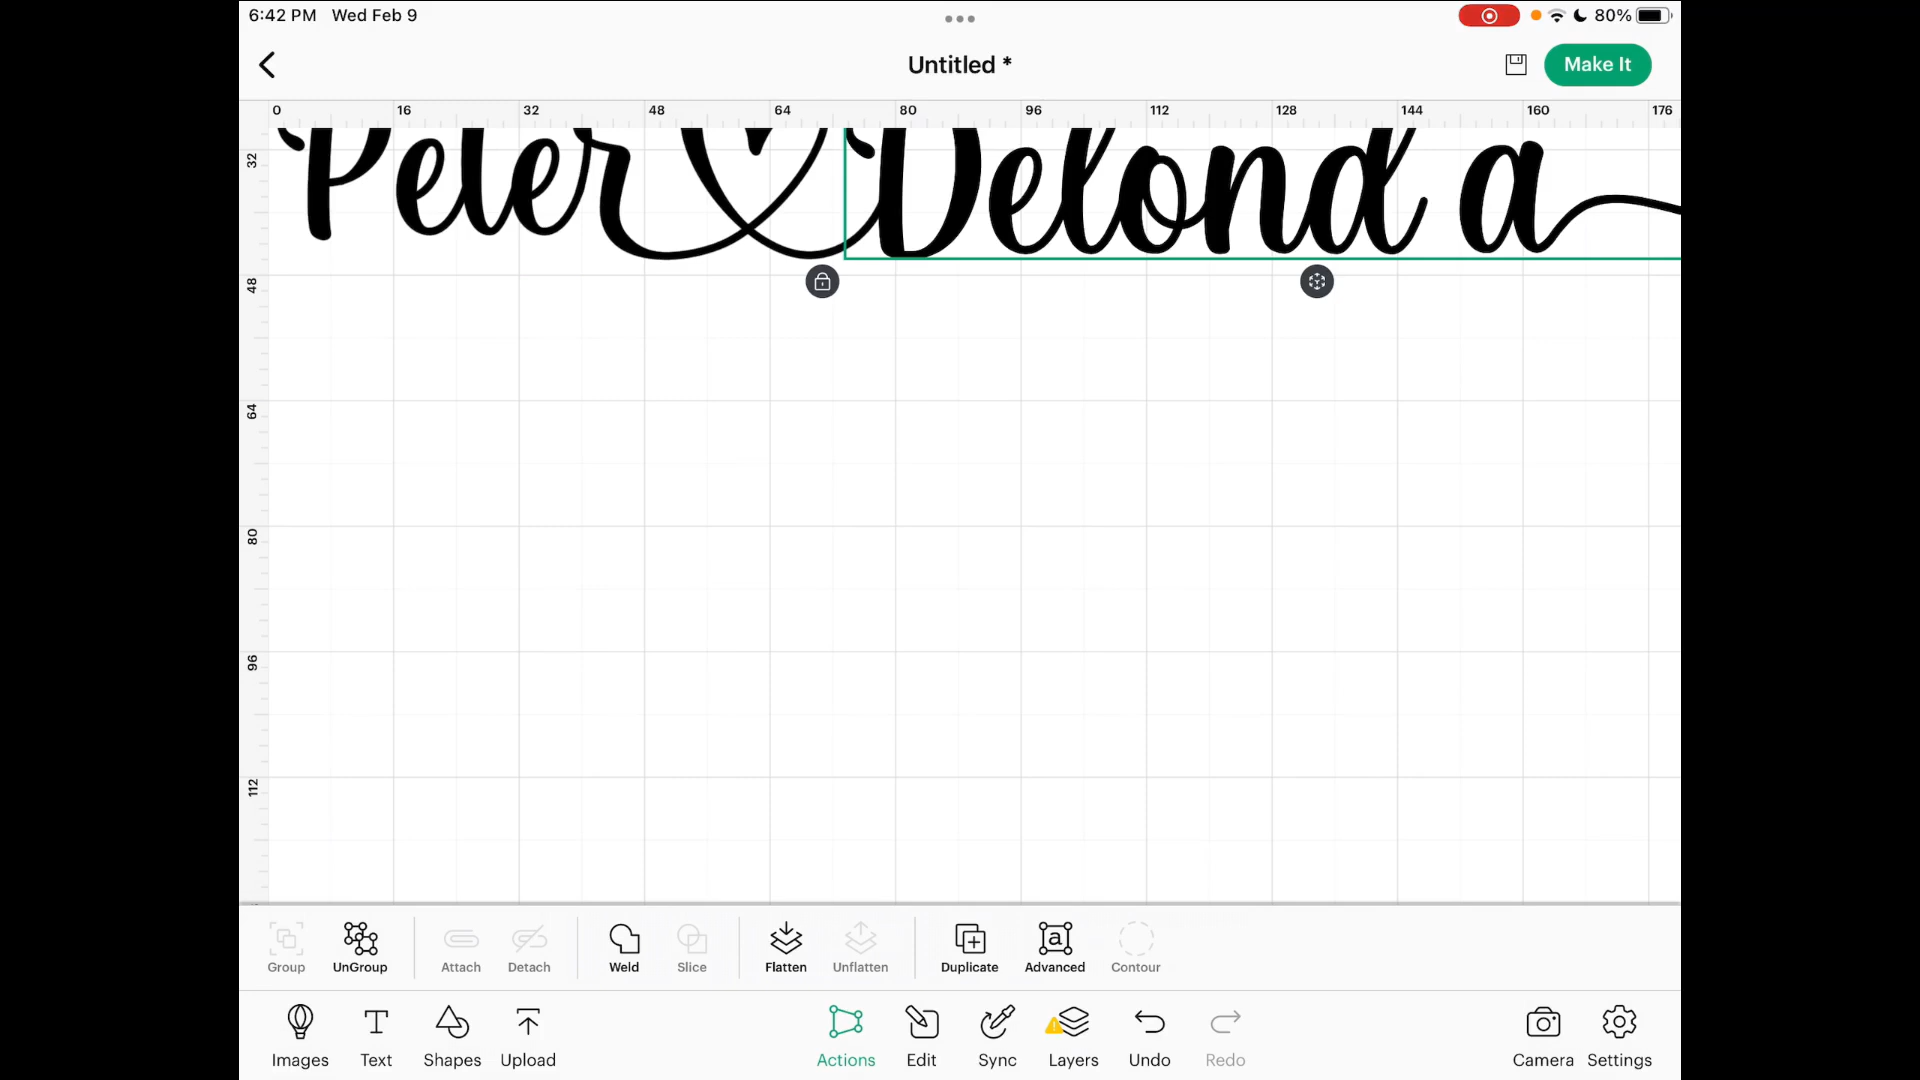 6:42 PM Wed Feb 9
80%
Untitled *
Make It
0 16 32 48 64 80 96 112 128 144 160 176
32
48
64
80
96
112
Peter Delond a
Group
UnGroup
Attach
Detach
Weld
Slice
Flatten
Unflatten
Duplicate
Advanced
Contour
Images
Text
Shapes
Upload
Actions
Edit
Sync
Layers
Undo
Redo
Camera
Settings